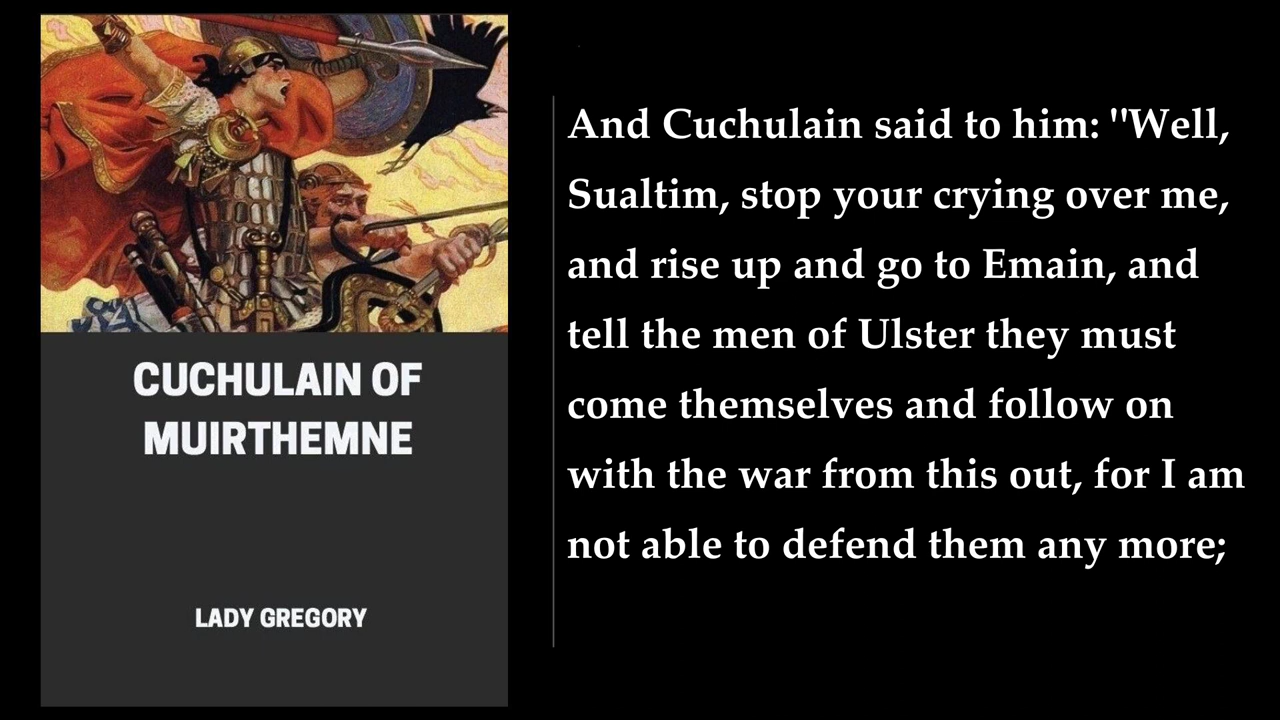 CUCHULAIN OF
MUIRTHEMNE
LADY GREGORY
And Cuchulain said to him: "Well,
Sualtim, stop your crying over me,
and rise up and go to Emain, and
tell the men of Ulster they must
come themselves and follow on
with the war from this out, for I am
not able to defend them any more;